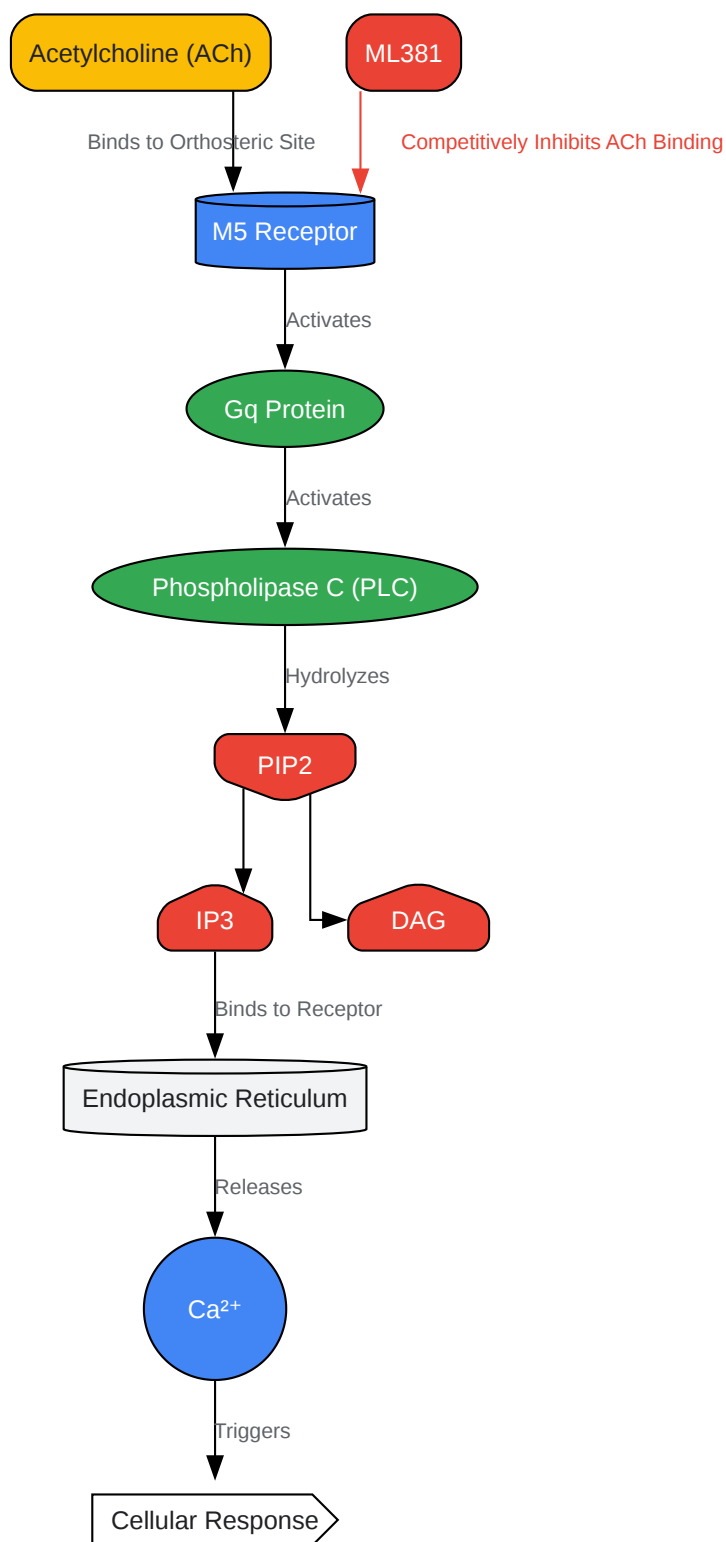 Acetylcholine (ACh)
ML381
Binds to Orthosteric Site
Competitively Inhibits ACh Binding
M5 Receptor
Activates
Gq Protein
Activates
Phospholipase C (PLC)
Hydrolyzes
PIP2
IP3
DAG
Binds to Receptor
Endoplasmic Reticulum
Releases
Ca²⁺
Triggers
Cellular Response